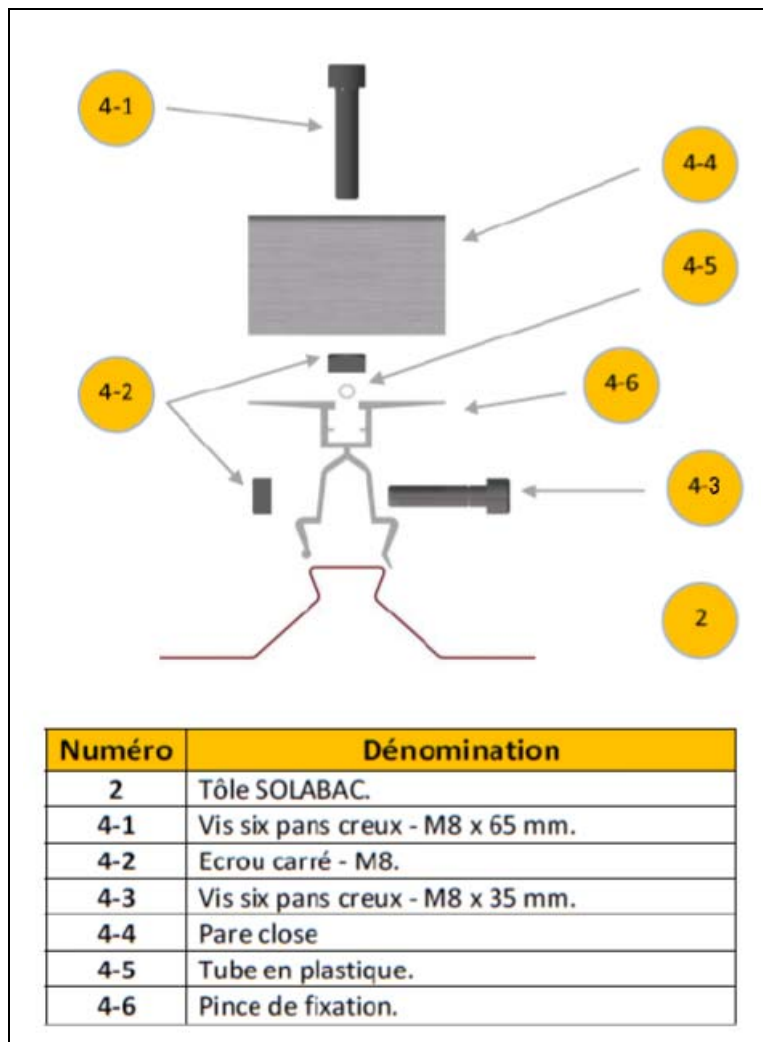 4-1
4-4
4-5
4-2
4-6
4-3
2
Numéro Dénomination
2 Tôle SOLABAC.
4-1 Vis six pans creux - M8 x 65 mm.
4-2 Ecrou carré - M8.
4-3 Vis six pans creux - M8 x 35 mm.
4-4 Pare close
4-5 Tube en plastique.
4-6 Pince de fixation.